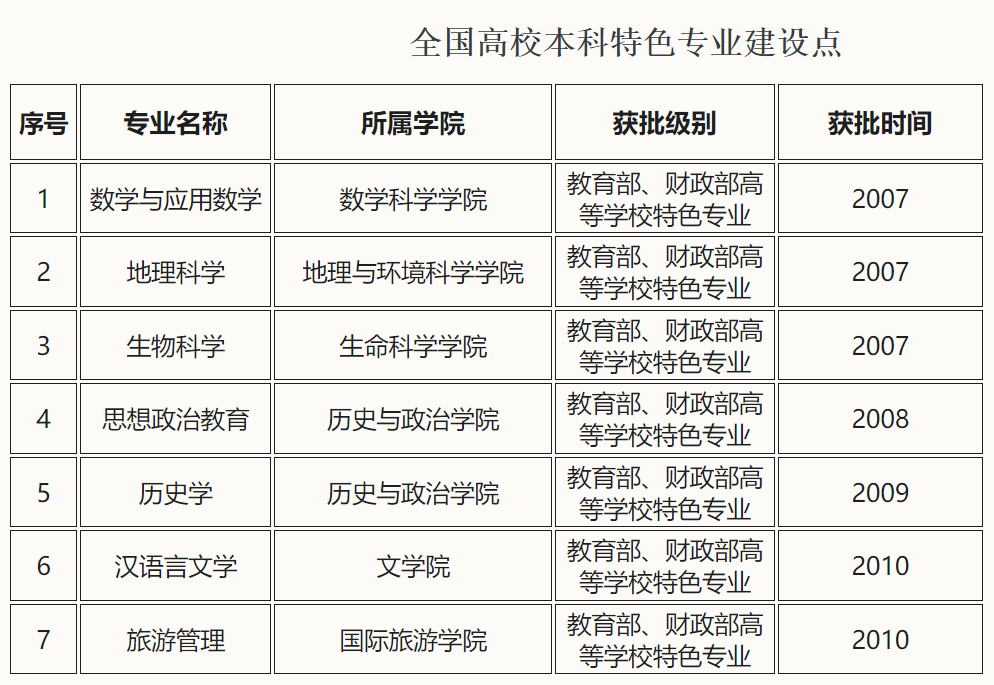 全国高校本科特色专业建设点
序号 专业名称 所属学院 获批级别 获批时间
1 数学与应用数学 数学科学学院 教育部、财政部高
等学校特色专业 2007
2 地理科学 地理与环境科学学院 教育部、财政部高
等学校特色专业 2007
3 生物科学 生命科学学院 教育部、财政部高
等学校特色专业 2007
4 思想政治教育 历史与政治学院 教育部、财政部高
等学校特色专业 2008
5 历史学 历史与政治学院 教育部、财政部高
等学校特色专业 2009
6 汉语言文学 文学院 教育部、财政部高
等学校特色专业 2010
7 旅游管理 国际旅游学院 教育部、财政部高
等学校特色专业 2010